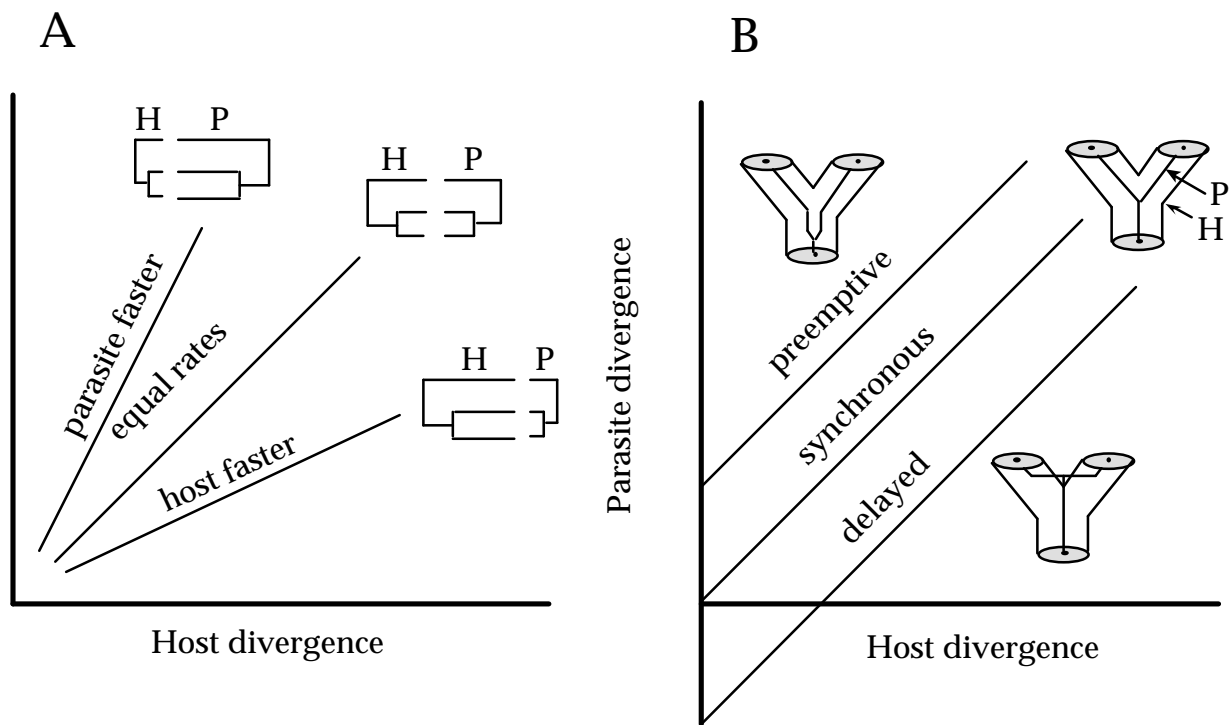 A
H P
H P
H P
parasite faster
equal rates
host faster
Host divergence
B
Parasite divergence
P
H
preemptive
synchronous
delayed
Host divergence